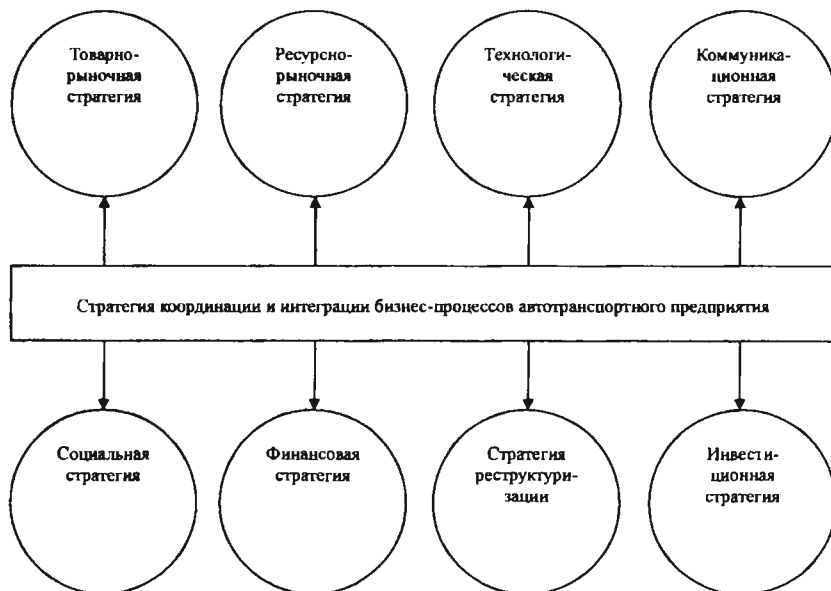 Товарно-
рыночная
стратегия
Ресурсно-
рыночная
стратегия
Технологи-
ческая
стратегия
Коммуника-
ционная
стратегия
Стратегия координации и интеграции бизнес-процессов автотранспортного предприятия
Социальная
стратегия
Финансовая
стратегия
Стратегия
реструктури-
зации
Инвести-
ционная
стратегия